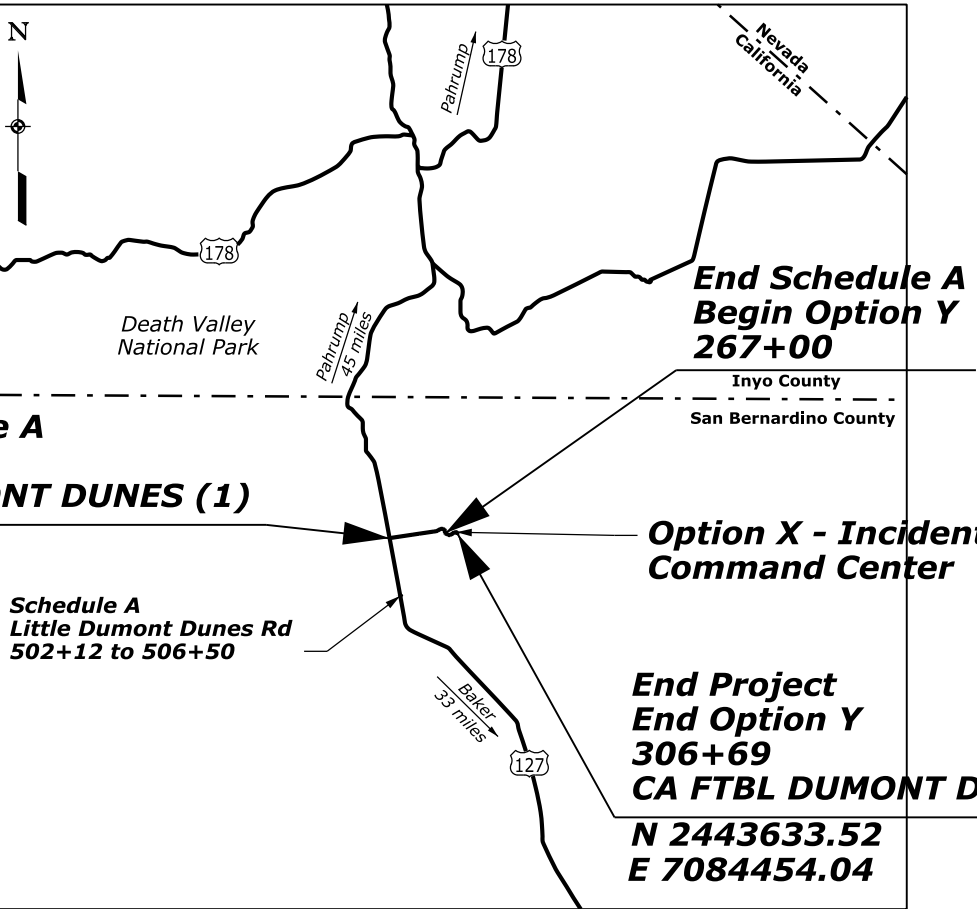 N
Nevada
California
Pahrump
178
178
Death Valley
National Park
Pahrump
45 miles
End Schedule A
Begin Option Y
267+00
Inyo County
San Bernardino County
A
DUNES (1)
Option X - Incident
Command Center
Schedule A
Little Dumont Dunes Rd
502+12 to 506+50
Baker
33 miles
127
End Project
End Option Y
306+69
CA FTBL DUMONT
N 2443633.52
E 7084454.04